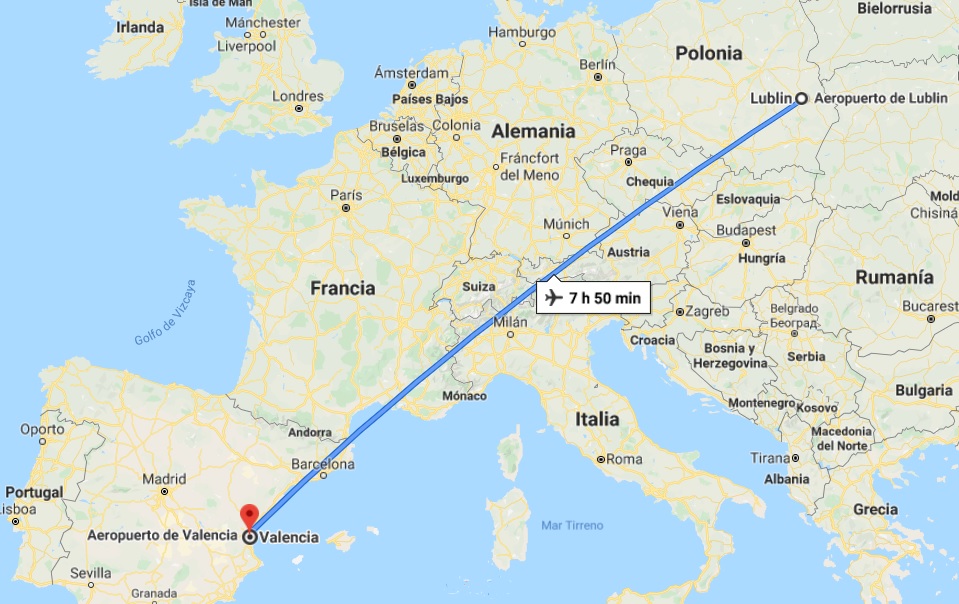 Isla de Man
Bielorrusia
Irlanda
Mánchester
Liverpool
Hamburgo
Polonia
Berlín
Ámsterdam
Países Bajos
Londres
Lublin
Aeropuerto de Lublin
Bruselas
Colonia
Alemania
Bélgica
Fráncfort
del Meno
Praga
Luxemburgo
Chequia
París
Eslovaquia
Mold
Chisiná
Múnich
Viena
Budapest
Austria
Hungría
Francia
Suiza
7 h 50 min
Rumanía
Golfo de Vizcaya
Milán
Zagreb
Belgrado
Београд
Bucarest
Croacia
Bosnia y
Herzegovina
Serbia
Mónaco
Bulgaria
Montenegro
Kosovo
Andorra
Italia
Oporto
Macedonia
del Norte
Barcelona
Roma
Tirana
Madrid
Albania
Portugal
Lisboa
Grecia
Mar Tirreno
Aeropuerto de Valencia
Valencia
Sevilla
Granada